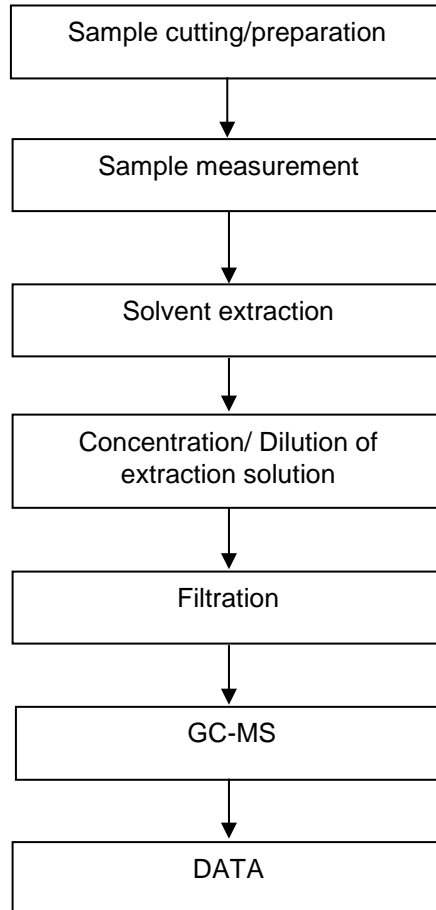 Sample cutting/preparation
Sample measurement
Solvent extraction
Concentration/ Dilution of
extraction solution
Filtration
GC-MS
DATA